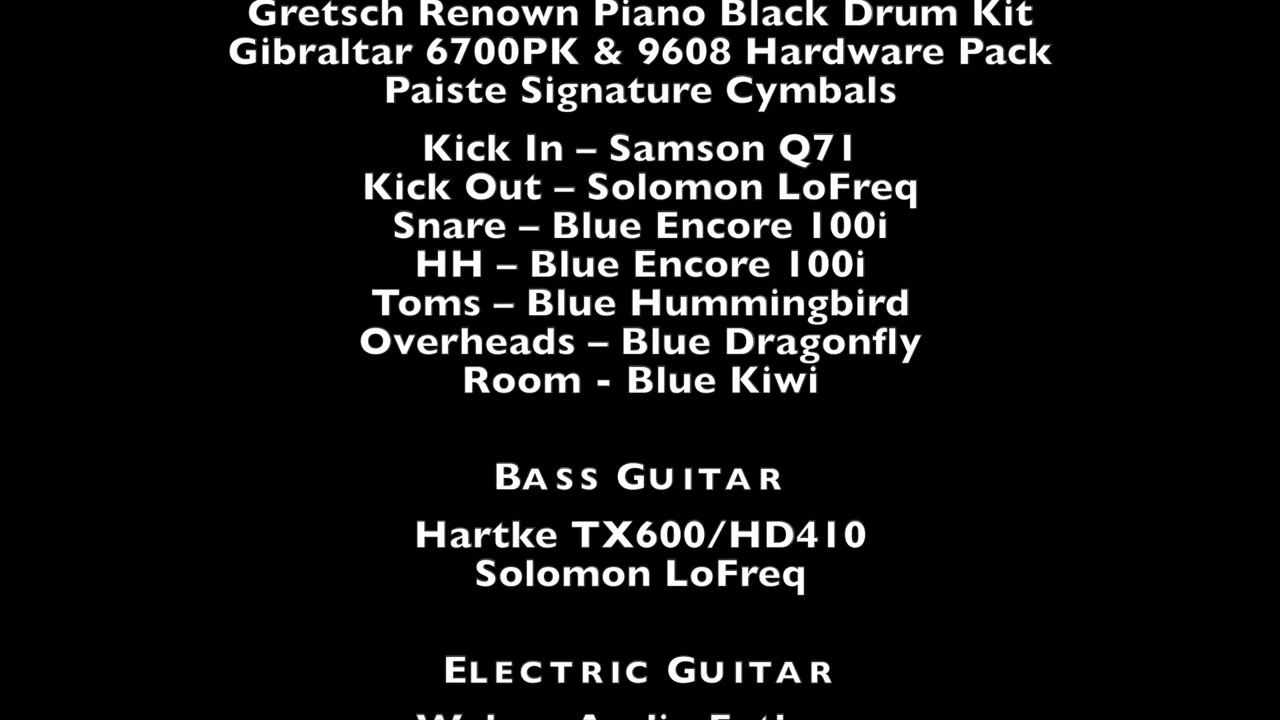 Gretsch Renown Piano Black Drum Kit
Gibraltar 6700PK & 9608 Hardware Pack
Paiste Signature Cymbals
Kick In – Samson Q71
Kick Out – Solomon LoFreq
Snare – Blue Encore 100i
HH – Blue Encore 100i
Toms – Blue Hummingbird
Overheads – Blue Dragonfly
Room - Blue Kiwi
BASS GUITAR
Hartke TX600/HD410
Solomon LoFreq
ELECTRIC GUITAR